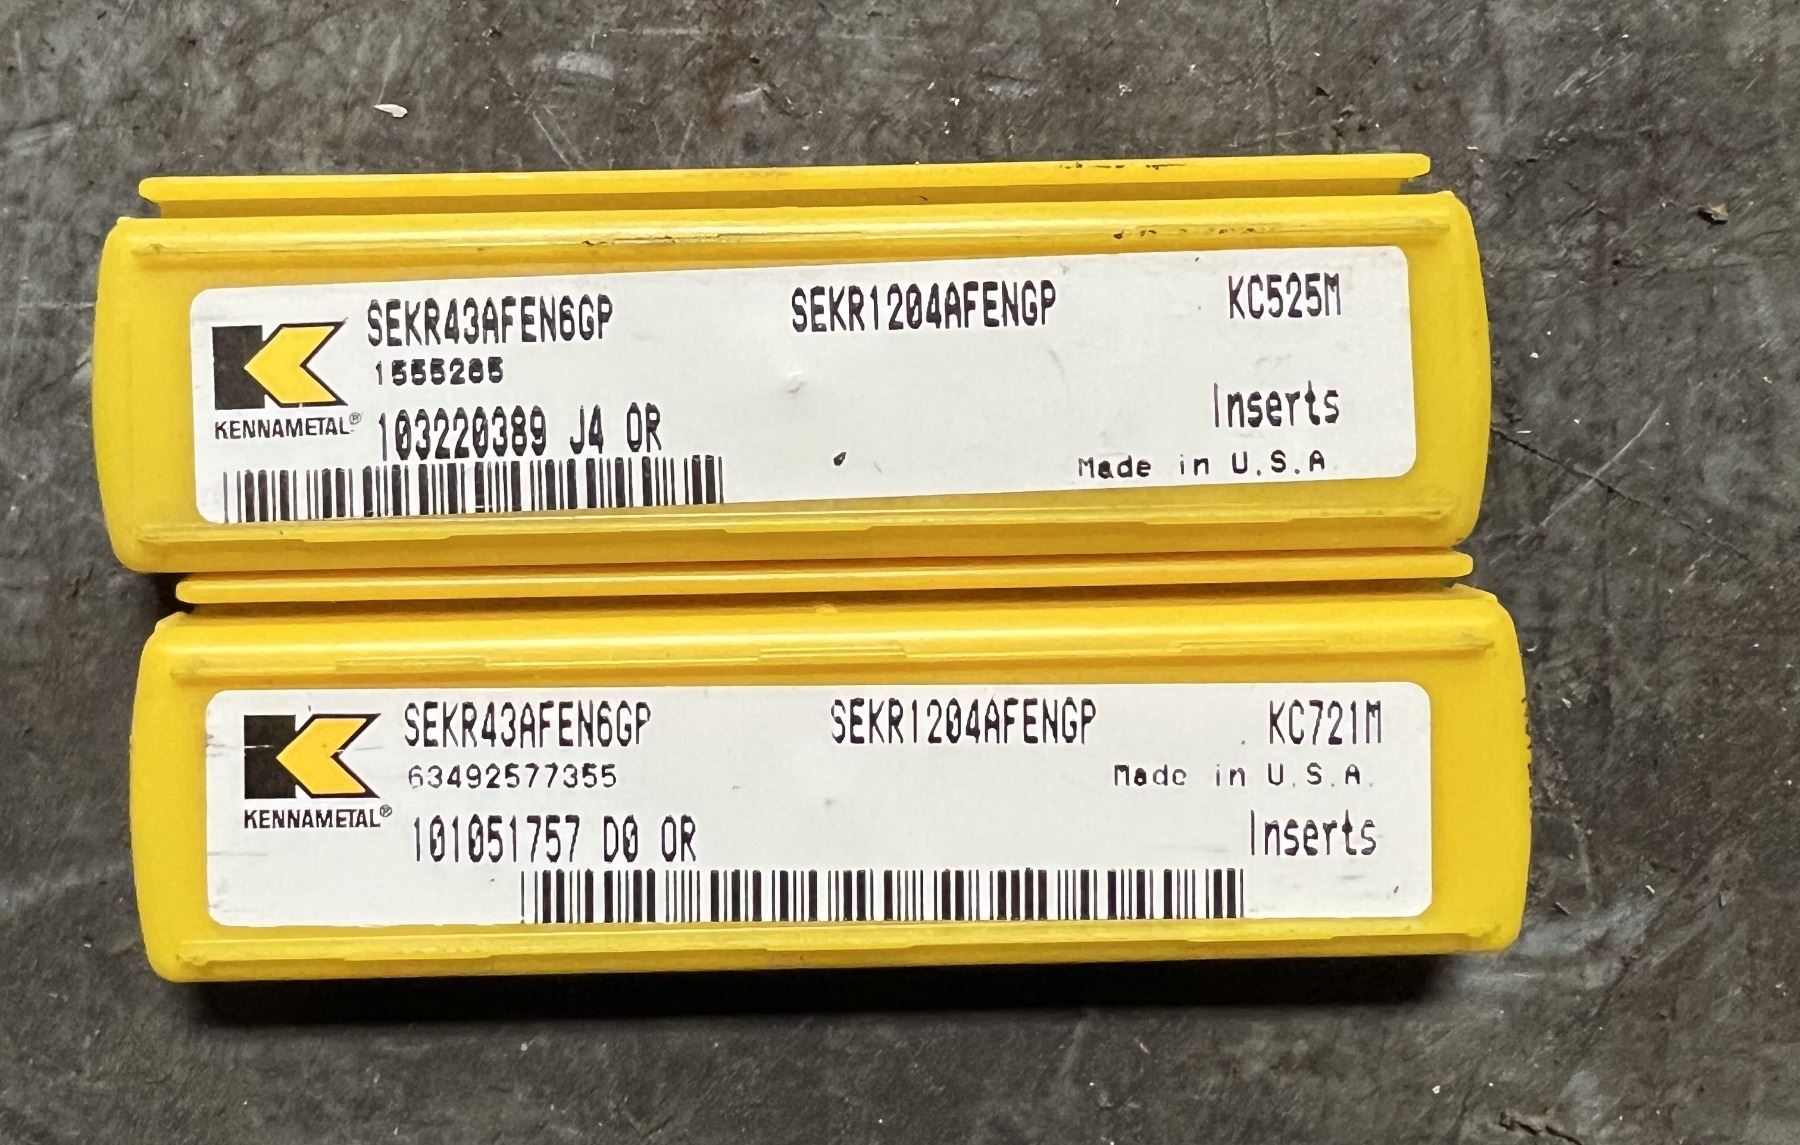 SEKR43AFEN6GP SEKR1204AFENGP KC525M
1555285
KENNAMETAL®
103220389 J4 OR
Inserts
Made in U.S.A
SEKR43AFEN6GP SEKR1204AFENGP KC721M
63492577355 Made in U.S.A.
KENNAMETAL®
101051757 D0 OR Inserts